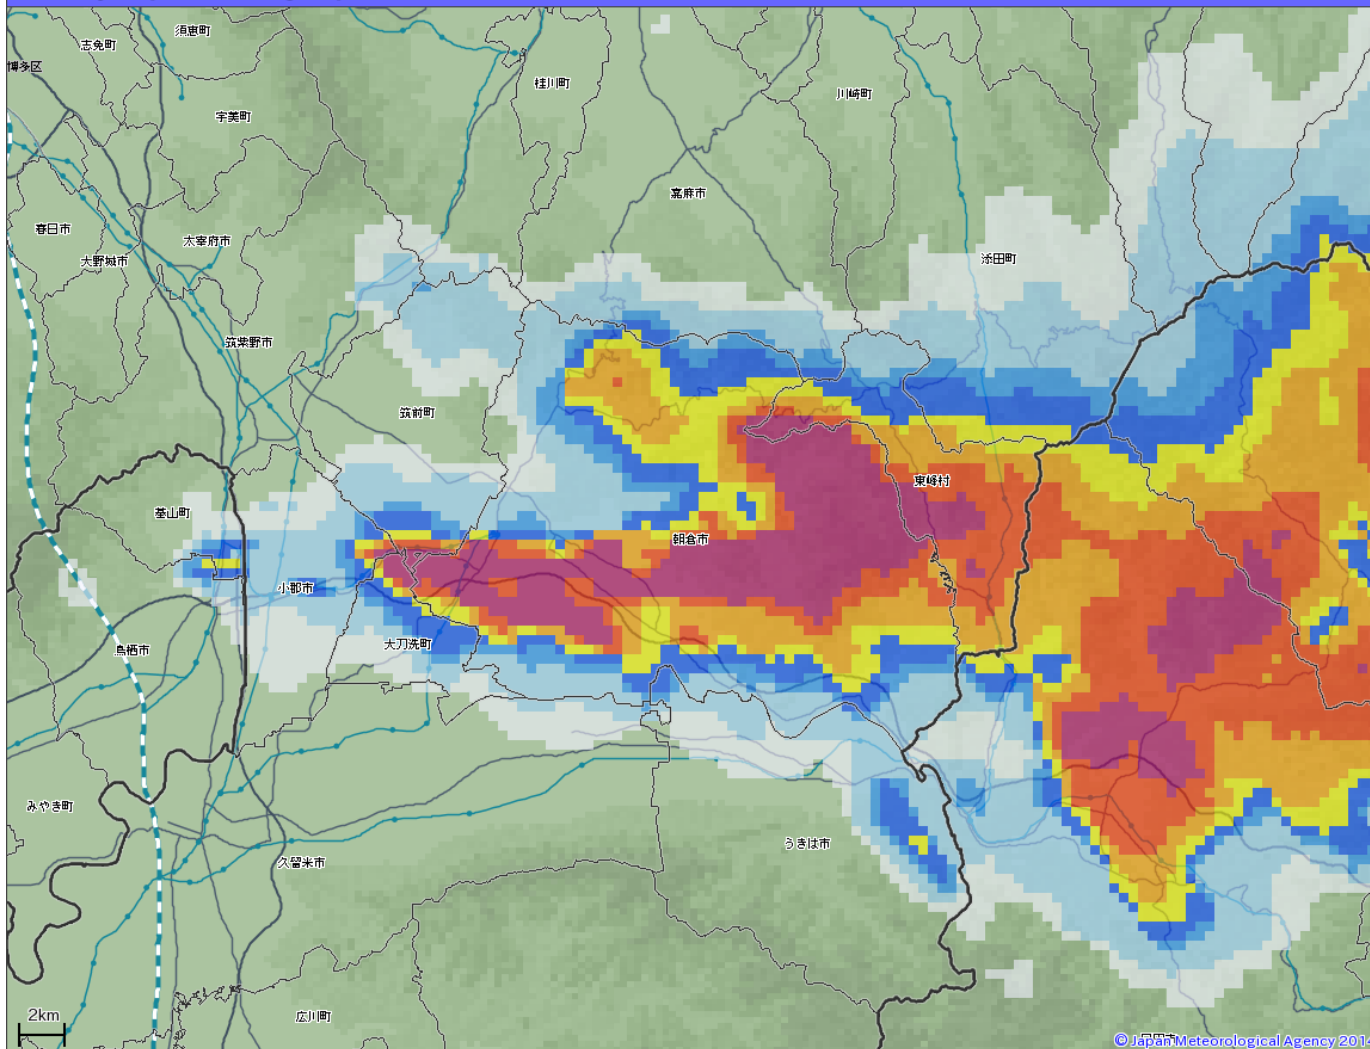 須恵町
志免町
博多区
桂川町
川崎町
宇美町
嘉麻市
春日市
太宰府市
大野城市
添田町
筑紫野市
筑前町
東峰村
基山町
朝倉市
小郡市
大刀洗町
鳥栖市
みやき町
うきは市
久留米市
広川町
2km
© Japan Meteorological Agency